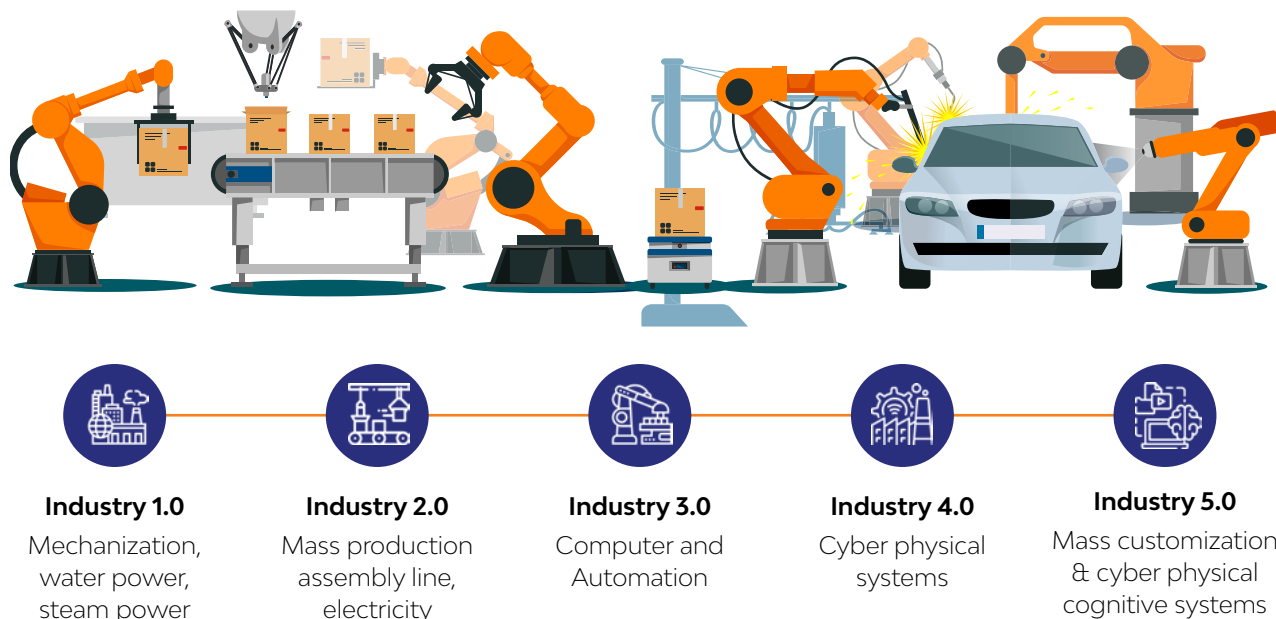 Industry 1.0
Mechanization,
water power,
steam power
Industry 2.0
Mass production
assembly line,
electricity
Industry 3.0
Computer and
Automation
Industry 4.0
Cyber physical
systems
Industry 5.0
Mass customization
& cyber physical
cognitive systems